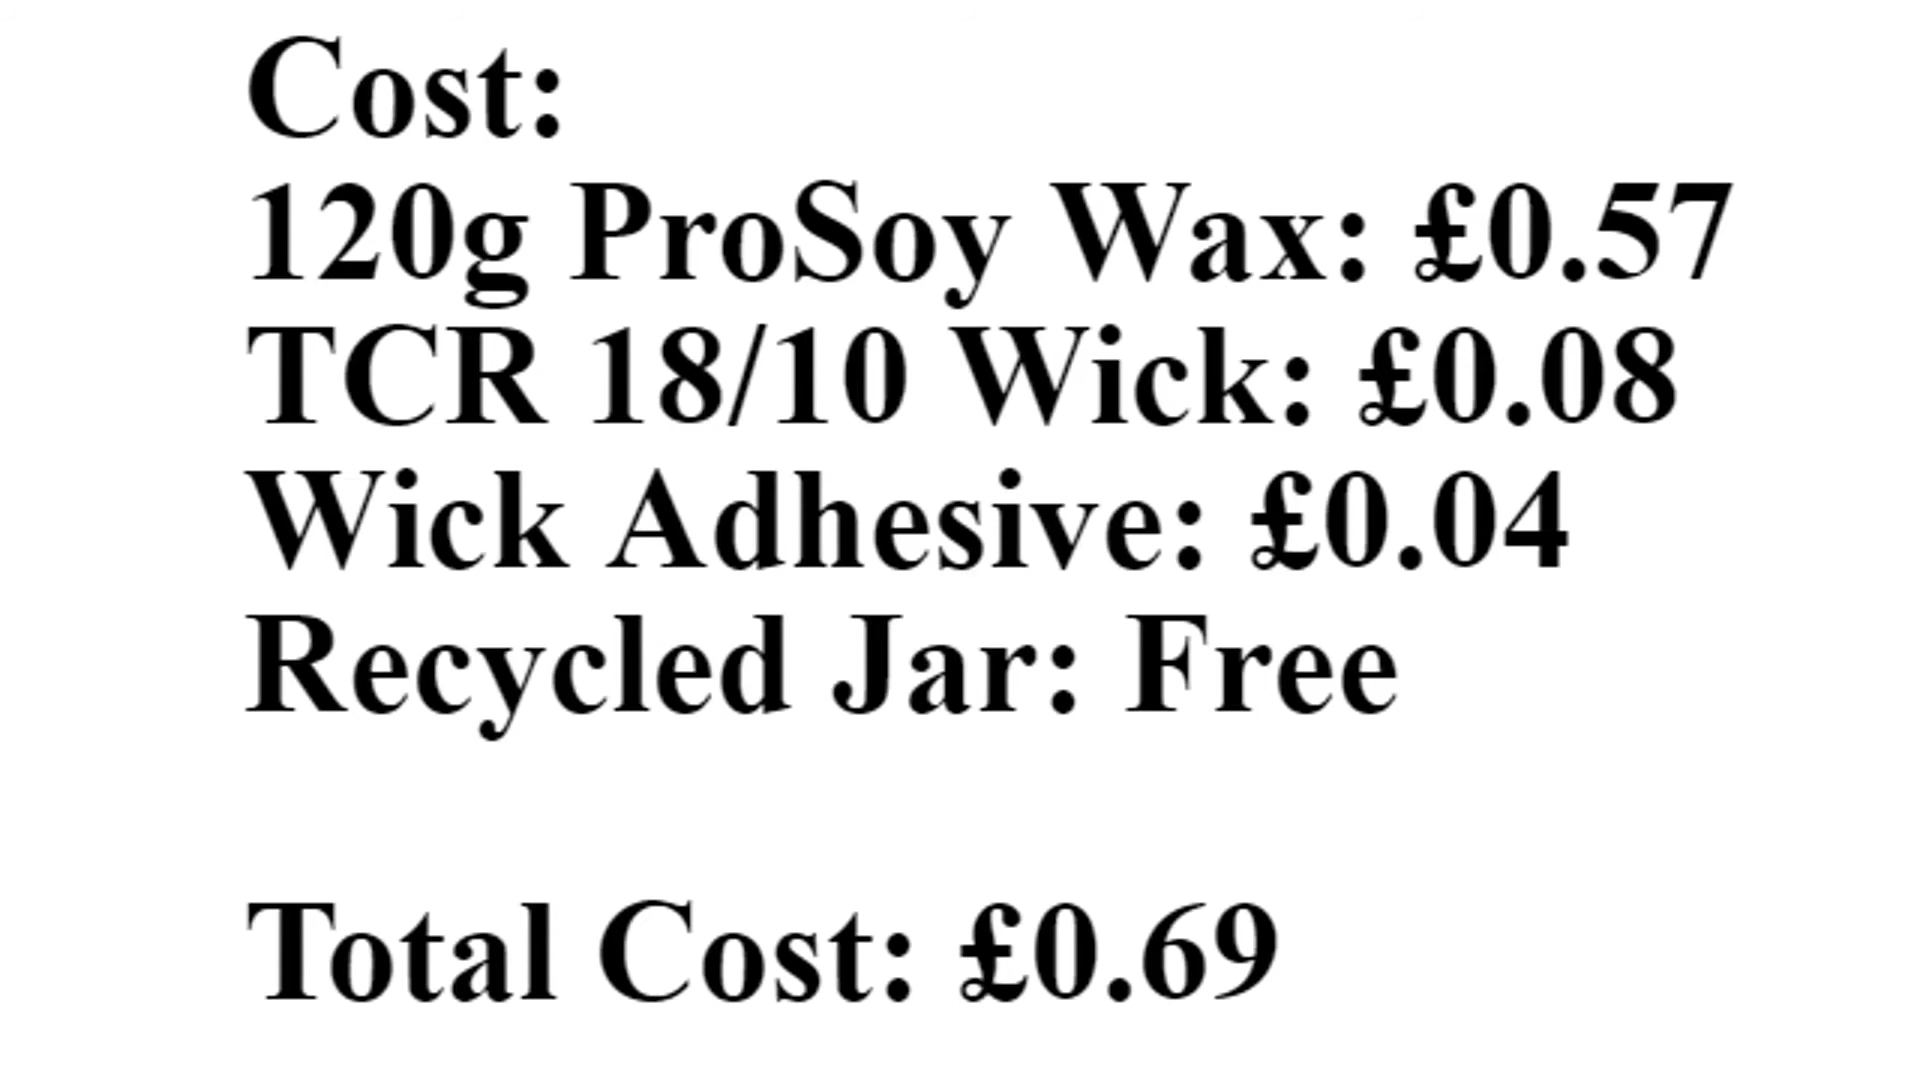 Cost:
120g ProSoy Wax: £0.57
TCR 18/10 Wick: £0.08
Wick Adhesive: £0.04
Recycled Jar: Free
Total Cost: £0.69